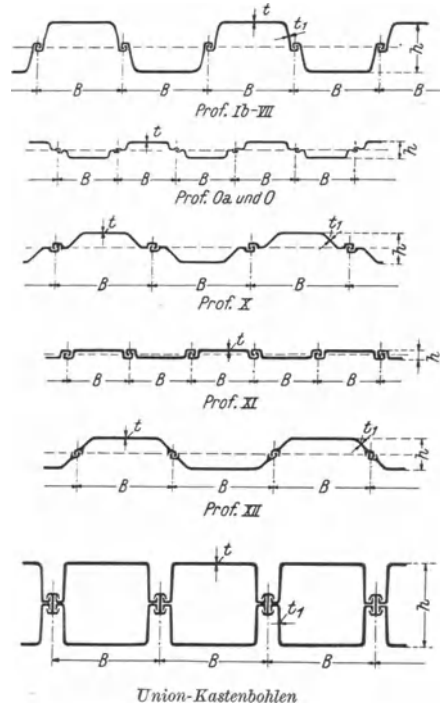 t t₁ h
B B B B B
Prof. Ib-VII
t h
B B B B B
Prof. 0a und 0
t t₁ h
B B B
Prof. X
t h
B B B B B
Prof. XI
t t₁ h
B B B
Prof. XII
t t₁ h
B B B
Union-Kastenbohlen